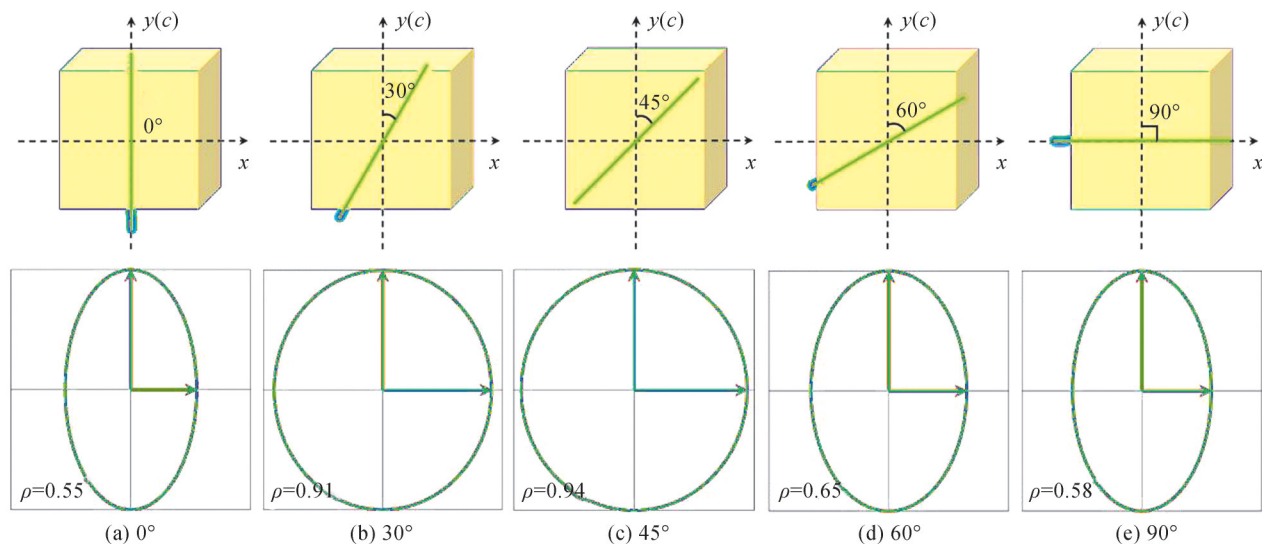 y(c)
0°
x
y(c)
30°
x
y(c)
45°
x
y(c)
60°
x
y(c)
90°
x
ρ=0.55
ρ=0.91
ρ=0.94
ρ=0.65
ρ=0.58
(a) 0°
(b) 30°
(c) 45°
(d) 60°
(e) 90°